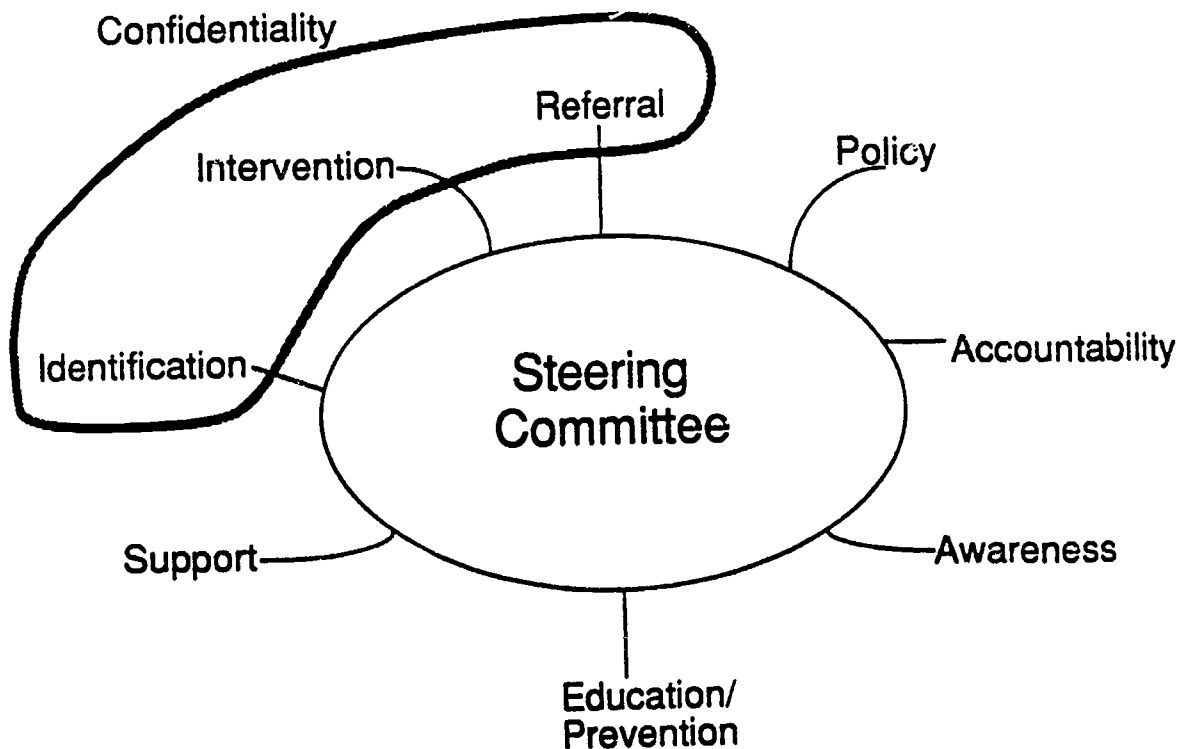 Confidentiality
Referral
Intervention
Policy
Identification
Steering
Committee
Accountability
Support
Awareness
Education/
Prevention